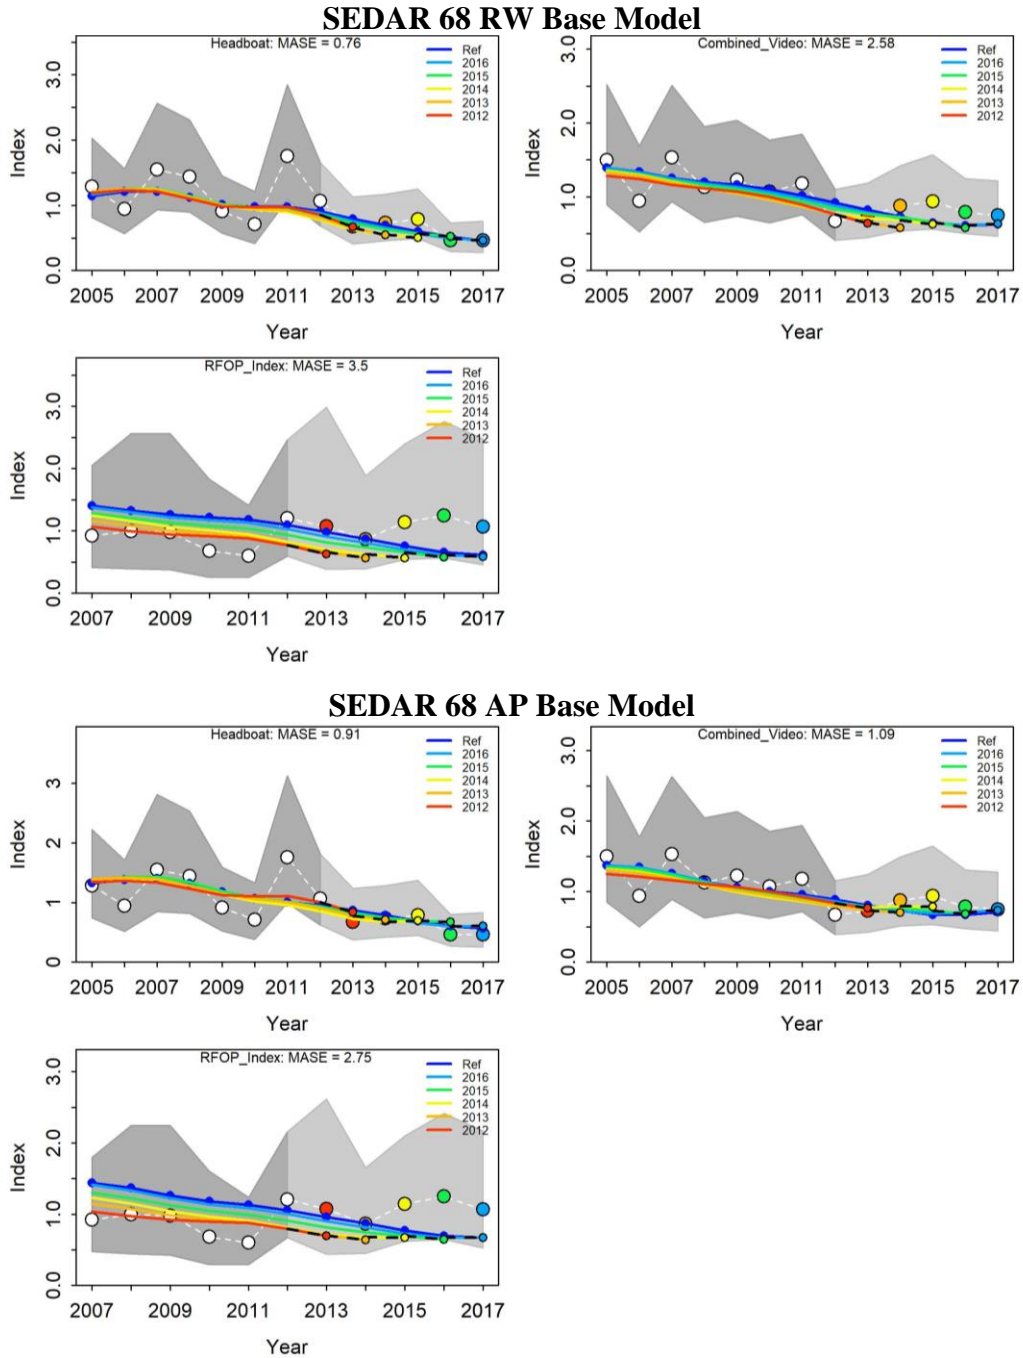 SEDAR 68 RW Base Model
Headboat: MASE = 0.76
Ref
2016
2015
2014
2013
2012
Index
0.0 1.0 2.0 3.0
2005 2007 2009 2011 2013 2015 2017
Year
Combined_Video: MASE = 2.58
Ref
2016
2015
2014
2013
2012
Index
0.0 1.0 2.0 3.0
2005 2007 2009 2011 2013 2015 2017
Year
RFOP_Index: MASE = 3.5
Ref
2016
2015
2014
2013
2012
Index
0.0 1.0 2.0 3.0
2007 2009 2011 2013 2015 2017
Year
SEDAR 68 AP Base Model
Headboat: MASE = 0.91
Ref
2016
2015
2014
2013
2012
Index
0 1 2 3
2005 2007 2009 2011 2013 2015 2017
Year
Combined_Video: MASE = 1.09
Ref
2016
2015
2014
2013
2012
Index
0.0 1.0 2.0 3.0
2005 2007 2009 2011 2013 2015 2017
Year
RFOP_Index: MASE = 2.75
Ref
2016
2015
2014
2013
2012
Index
0.0 1.0 2.0 3.0
2007 2009 2011 2013 2015 2017
Year